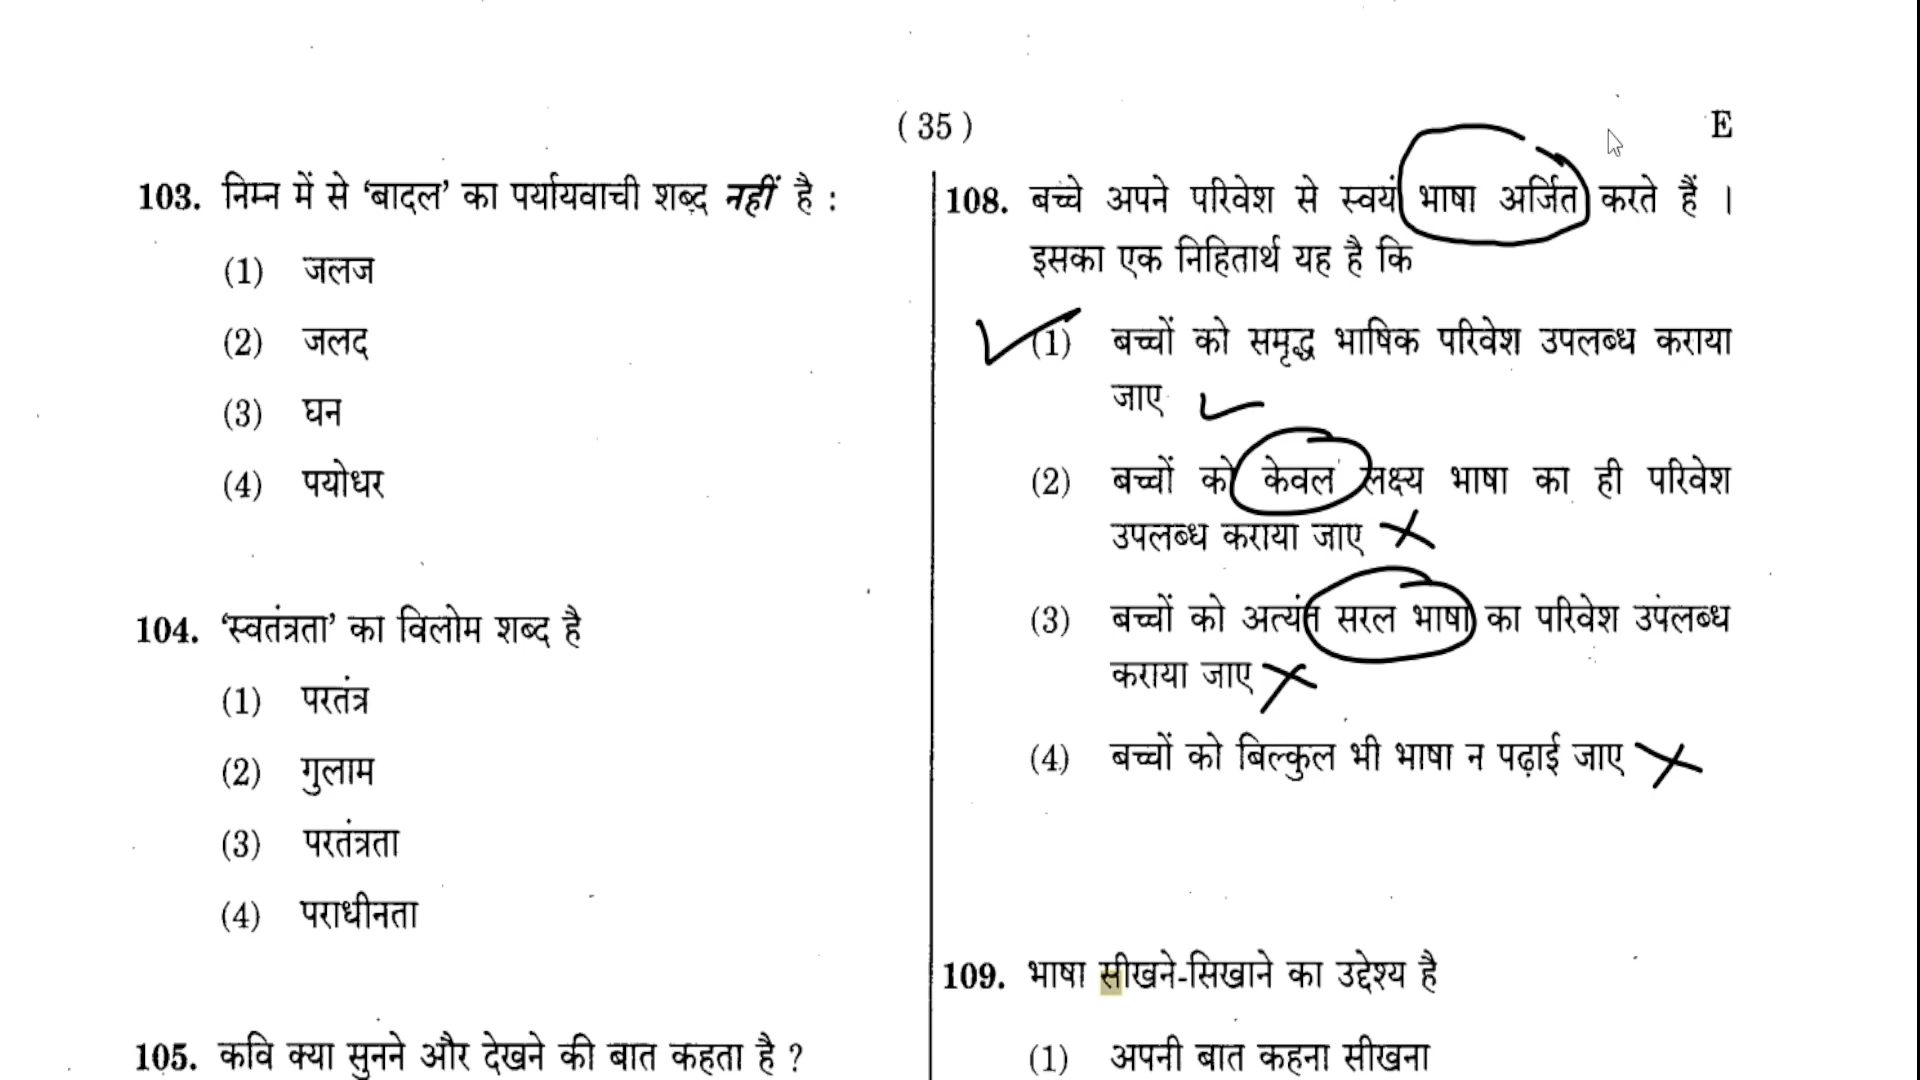 ( 35 )
E
103. निम्न में से ‘बादल’ का पर्यायवाची शब्द नहीं है :
(1) जलज
(2) जलद
(3) घन
(4) पयोधर
104. ‘स्वतंत्रता’ का विलोम शब्द है
(1) परतंत्र
(2) गुलाम
(3) परतंत्रता
(4) पराधीनता
105. कवि क्या सुनने और देखने की बात कहता है ?
108. बच्चे अपने परिवेश से स्वयं भाषा अर्जित करते हैं ।
इसका एक निहितार्थ यह है कि
(1) बच्चों को समृद्ध भाषिक परिवेश उपलब्ध कराया
जाए
(2) बच्चों को केवल लक्ष्य भाषा का ही परिवेश
उपलब्ध कराया जाए
(3) बच्चों को अत्यंत सरल भाषा का परिवेश उपलब्ध
कराया जाए
(4) बच्चों को बिल्कुल भी भाषा न पढ़ाई जाए
109. भाषा सीखने-सिखाने का उद्देश्य है
(1) अपनी बात कहना सीखना